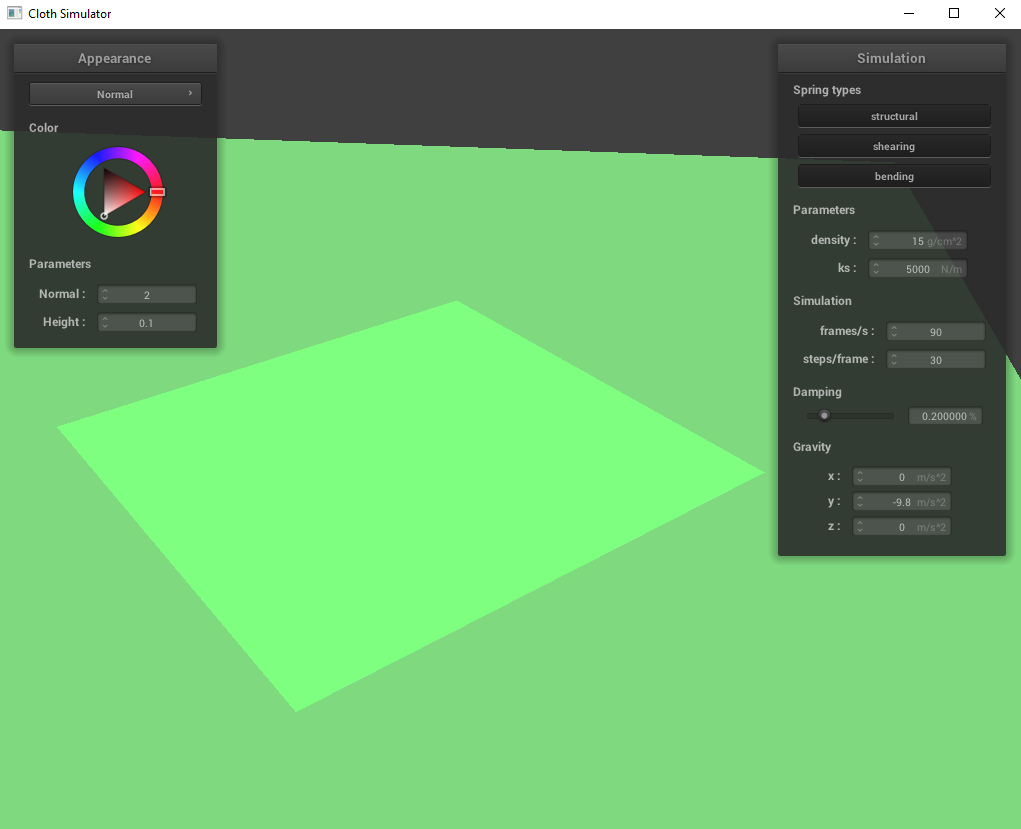 Cloth Simulator
Appearance
Normal
Color
Parameters
Normal : 2
Height : 0.1
Simulation
Spring types
structural
shearing
bending
Parameters
density : 15 g/cm^2
ks : 5000 N/m
Simulation
frames/s : 90
steps/frame : 30
Damping
0.200000 %
Gravity
x : 0 m/s^2
y : -9.8 m/s^2
z : 0 m/s^2